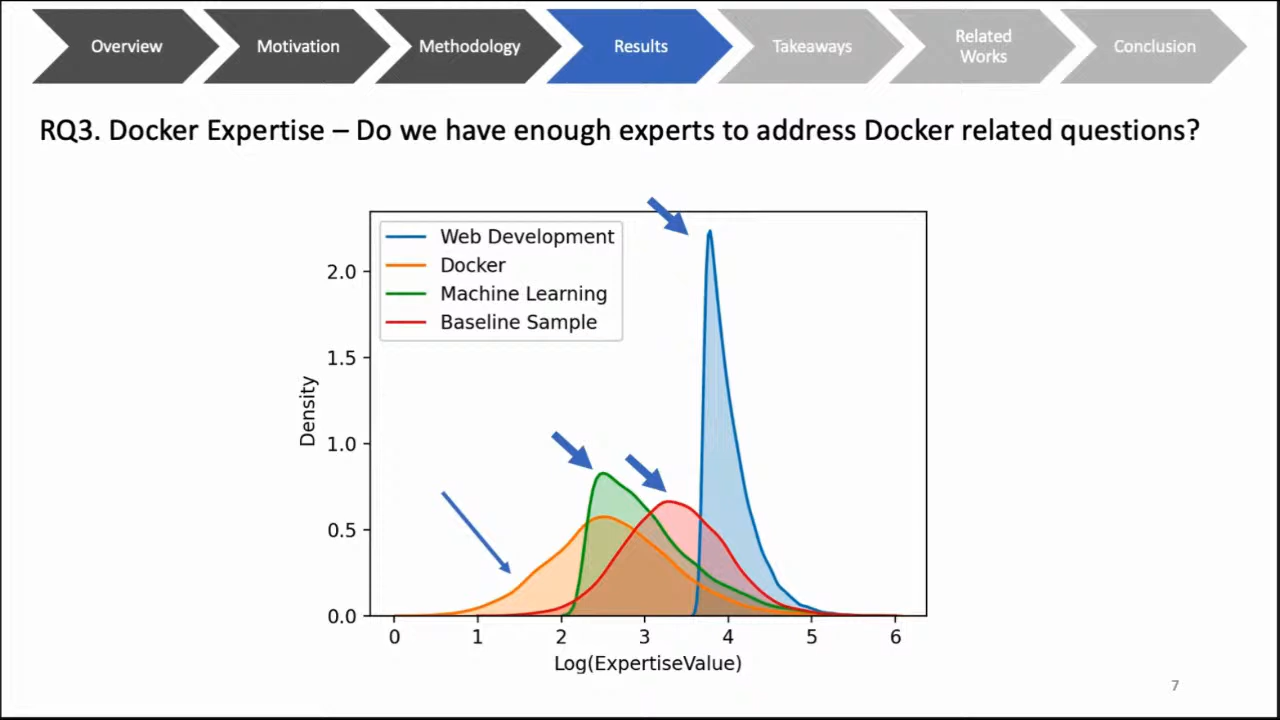 Overview
Motivation
Methodology
Results
Takeaways
Related
Works
Conclusion
RQ3. Docker Expertise – Do we have enough experts to address Docker related questions?
Web Development
Docker
Machine Learning
Baseline Sample
2.0
1.5
1.0
0.5
0.0
Density
0 1 2 3 4 5 6
Log(ExpertiseValue)
7